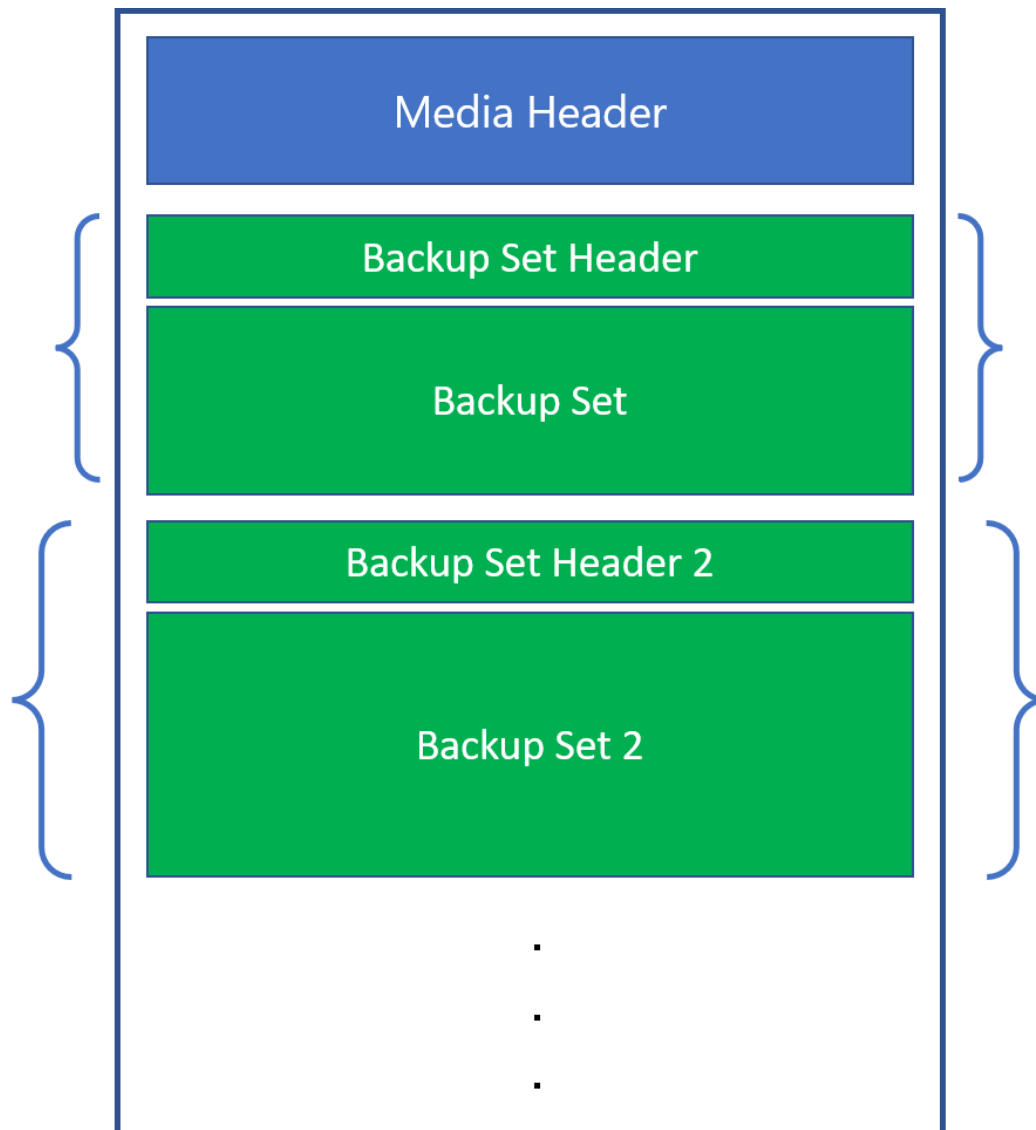 Media Header
Backup Set Header
Backup Set
Backup Set Header 2
Backup Set 2
.
.
.